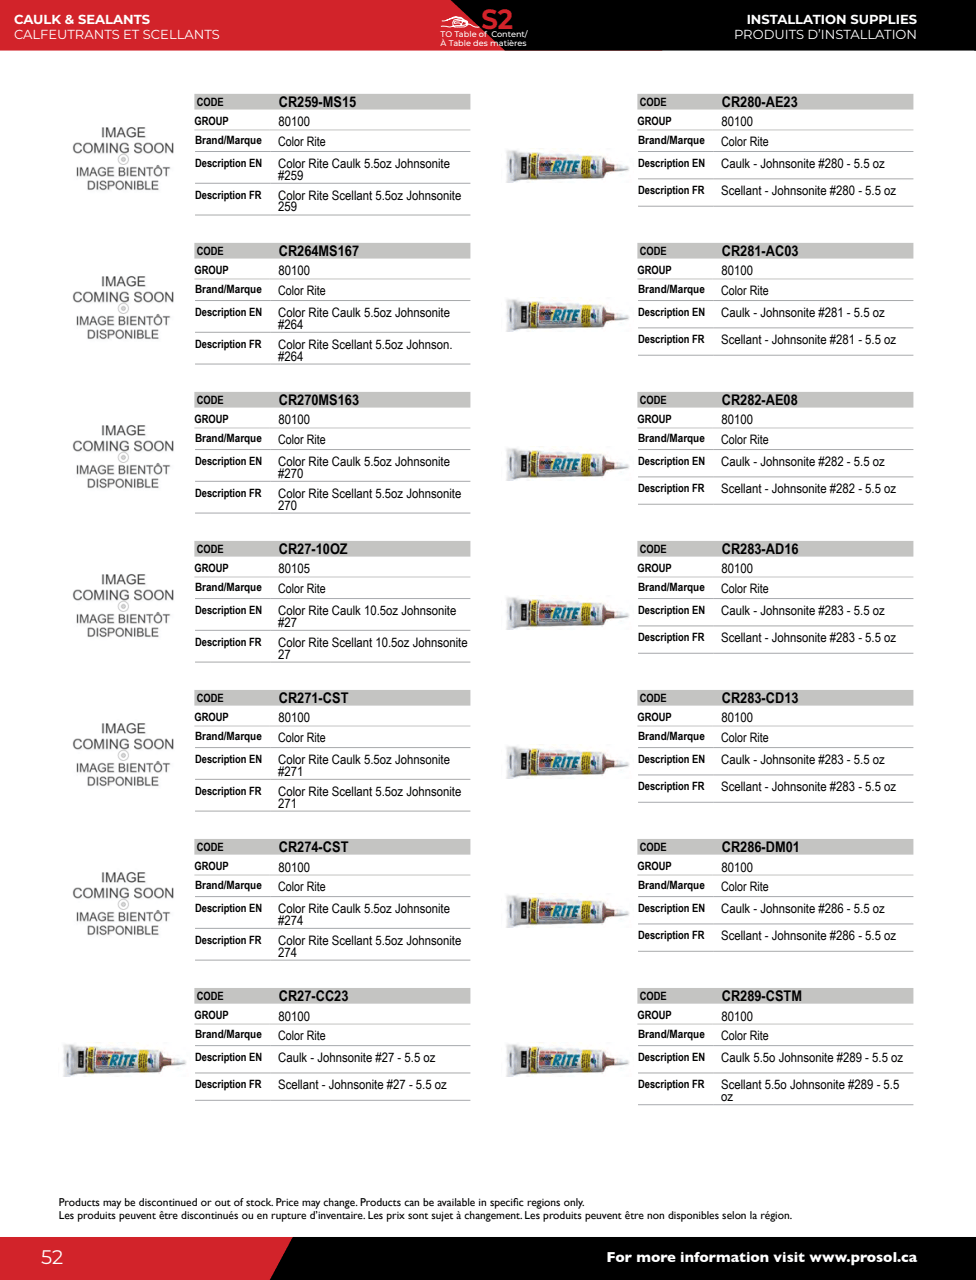 CAULK & SEALANTS
CALFEUTRANTS ET SCELLANTS
S2
TO Table of Content/
À Table des matières
INSTALLATION SUPPLIES
PRODUITS D'INSTALLATION
IMAGE
COMING SOON
IMAGE BIENTÔT
DISPONIBLE
CODE CR259-MS15
GROUP 80100
Brand/Marque Color Rite
Description EN Color Rite Caulk 5.5oz Johnsonite
#259
Description FR Color Rite Scellant 5.5oz Johnsonite
259
IMAGE
COMING SOON
IMAGE BIENTÔT
DISPONIBLE
CODE CR264MS167
GROUP 80100
Brand/Marque Color Rite
Description EN Color Rite Caulk 5.5oz Johnsonite
#264
Description FR Color Rite Scellant 5.5oz Johnson.
#264
IMAGE
COMING SOON
IMAGE BIENTÔT
DISPONIBLE
CODE CR270MS163
GROUP 80100
Brand/Marque Color Rite
Description EN Color Rite Caulk 5.5oz Johnsonite
#270
Description FR Color Rite Scellant 5.5oz Johnsonite
270
IMAGE
COMING SOON
IMAGE BIENTÔT
DISPONIBLE
CODE CR27-10OZ
GROUP 80105
Brand/Marque Color Rite
Description EN Color Rite Caulk 10.5oz Johnsonite
#27
Description FR Color Rite Scellant 10.5oz Johnsonite
27
IMAGE
COMING SOON
IMAGE BIENTÔT
DISPONIBLE
CODE CR271-CST
GROUP 80100
Brand/Marque Color Rite
Description EN Color Rite Caulk 5.5oz Johnsonite
#271
Description FR Color Rite Scellant 5.5oz Johnsonite
271
IMAGE
COMING SOON
IMAGE BIENTÔT
DISPONIBLE
CODE CR274-CST
GROUP 80100
Brand/Marque Color Rite
Description EN Color Rite Caulk 5.5oz Johnsonite
#274
Description FR Color Rite Scellant 5.5oz Johnsonite
274
RITE
CODE CR27-CC23
GROUP 80100
Brand/Marque Color Rite
Description EN Caulk - Johnsonite #27 - 5.5 oz
Description FR Scellant - Johnsonite #27 - 5.5 oz
RITE
CODE CR280-AE23
GROUP 80100
Brand/Marque Color Rite
Description EN Caulk - Johnsonite #280 - 5.5 oz
Description FR Scellant - Johnsonite #280 - 5.5 oz
RITE
CODE CR281-AC03
GROUP 80100
Brand/Marque Color Rite
Description EN Caulk - Johnsonite #281 - 5.5 oz
Description FR Scellant - Johnsonite #281 - 5.5 oz
RITE
CODE CR282-AE08
GROUP 80100
Brand/Marque Color Rite
Description EN Caulk - Johnsonite #282 - 5.5 oz
Description FR Scellant - Johnsonite #282 - 5.5 oz
RITE
CODE CR283-AD16
GROUP 80100
Brand/Marque Color Rite
Description EN Caulk - Johnsonite #283 - 5.5 oz
Description FR Scellant - Johnsonite #283 - 5.5 oz
RITE
CODE CR283-CD13
GROUP 80100
Brand/Marque Color Rite
Description EN Caulk - Johnsonite #283 - 5.5 oz
Description FR Scellant - Johnsonite #283 - 5.5 oz
RITE
CODE CR286-DM01
GROUP 80100
Brand/Marque Color Rite
Description EN Caulk - Johnsonite #286 - 5.5 oz
Description FR Scellant - Johnsonite #286 - 5.5 oz
RITE
CODE CR289-CSTM
GROUP 80100
Brand/Marque Color Rite
Description EN Caulk 5.5o Johnsonite #289 - 5.5 oz
Description FR Scellant 5.5o Johnsonite #289 - 5.5
oz
Products may be discontinued or out of stock. Price may change. Products can be available in specific regions only.
Les produits peuvent être discontinués ou en rupture d'inventaire. Les prix sont sujet à changement. Les produits peuvent être non disponibles selon la région.
52
For more information visit www.prosol.ca